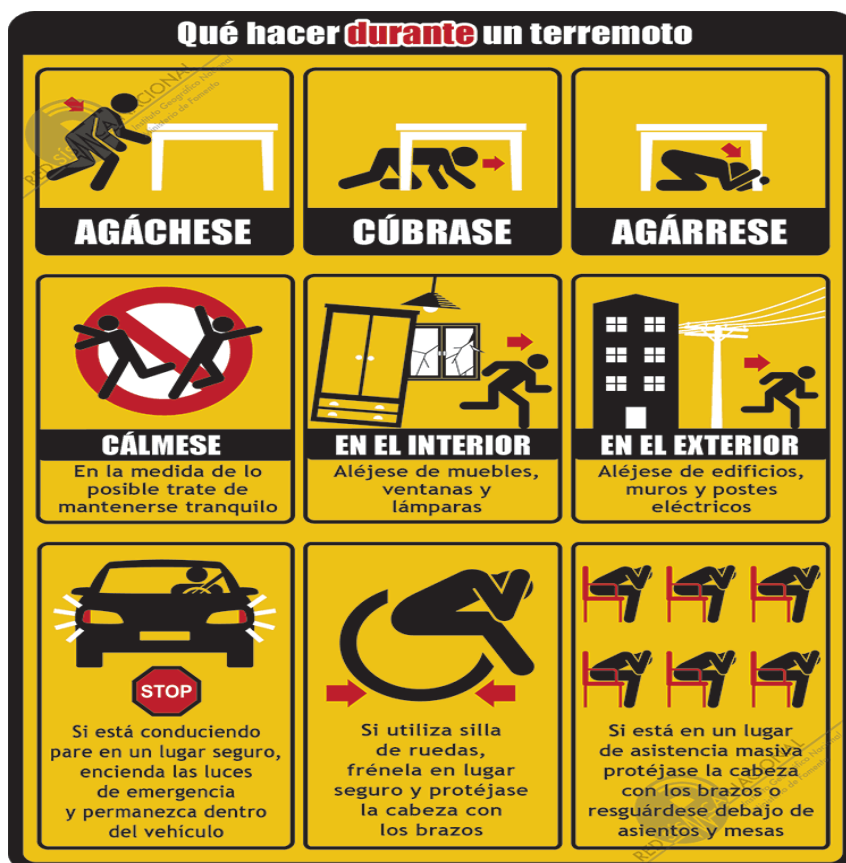 Qué hacer durante un terremoto
AGÁCHESE
CÚBRASE
AGÁRRESE
CÁLMESE
En la medida de lo
posible trate de
mantenerse tranquilo
EN EL INTERIOR
Aléjese de muebles,
ventanas y
lámparas
EN EL EXTERIOR
Aléjese de edificios,
muros y postes
eléctricos
STOP
Si está conduciendo
pare en un lugar seguro,
encienda las luces
de emergencia
y permanezca dentro
del vehículo
Si utiliza silla
de ruedas,
frénela en lugar
seguro y protéjase
la cabeza con
los brazos
Si está en un lugar
de asistencia masiva
protéjase la cabeza
con los brazos o
resguárdese debajo de
asientos y mesas